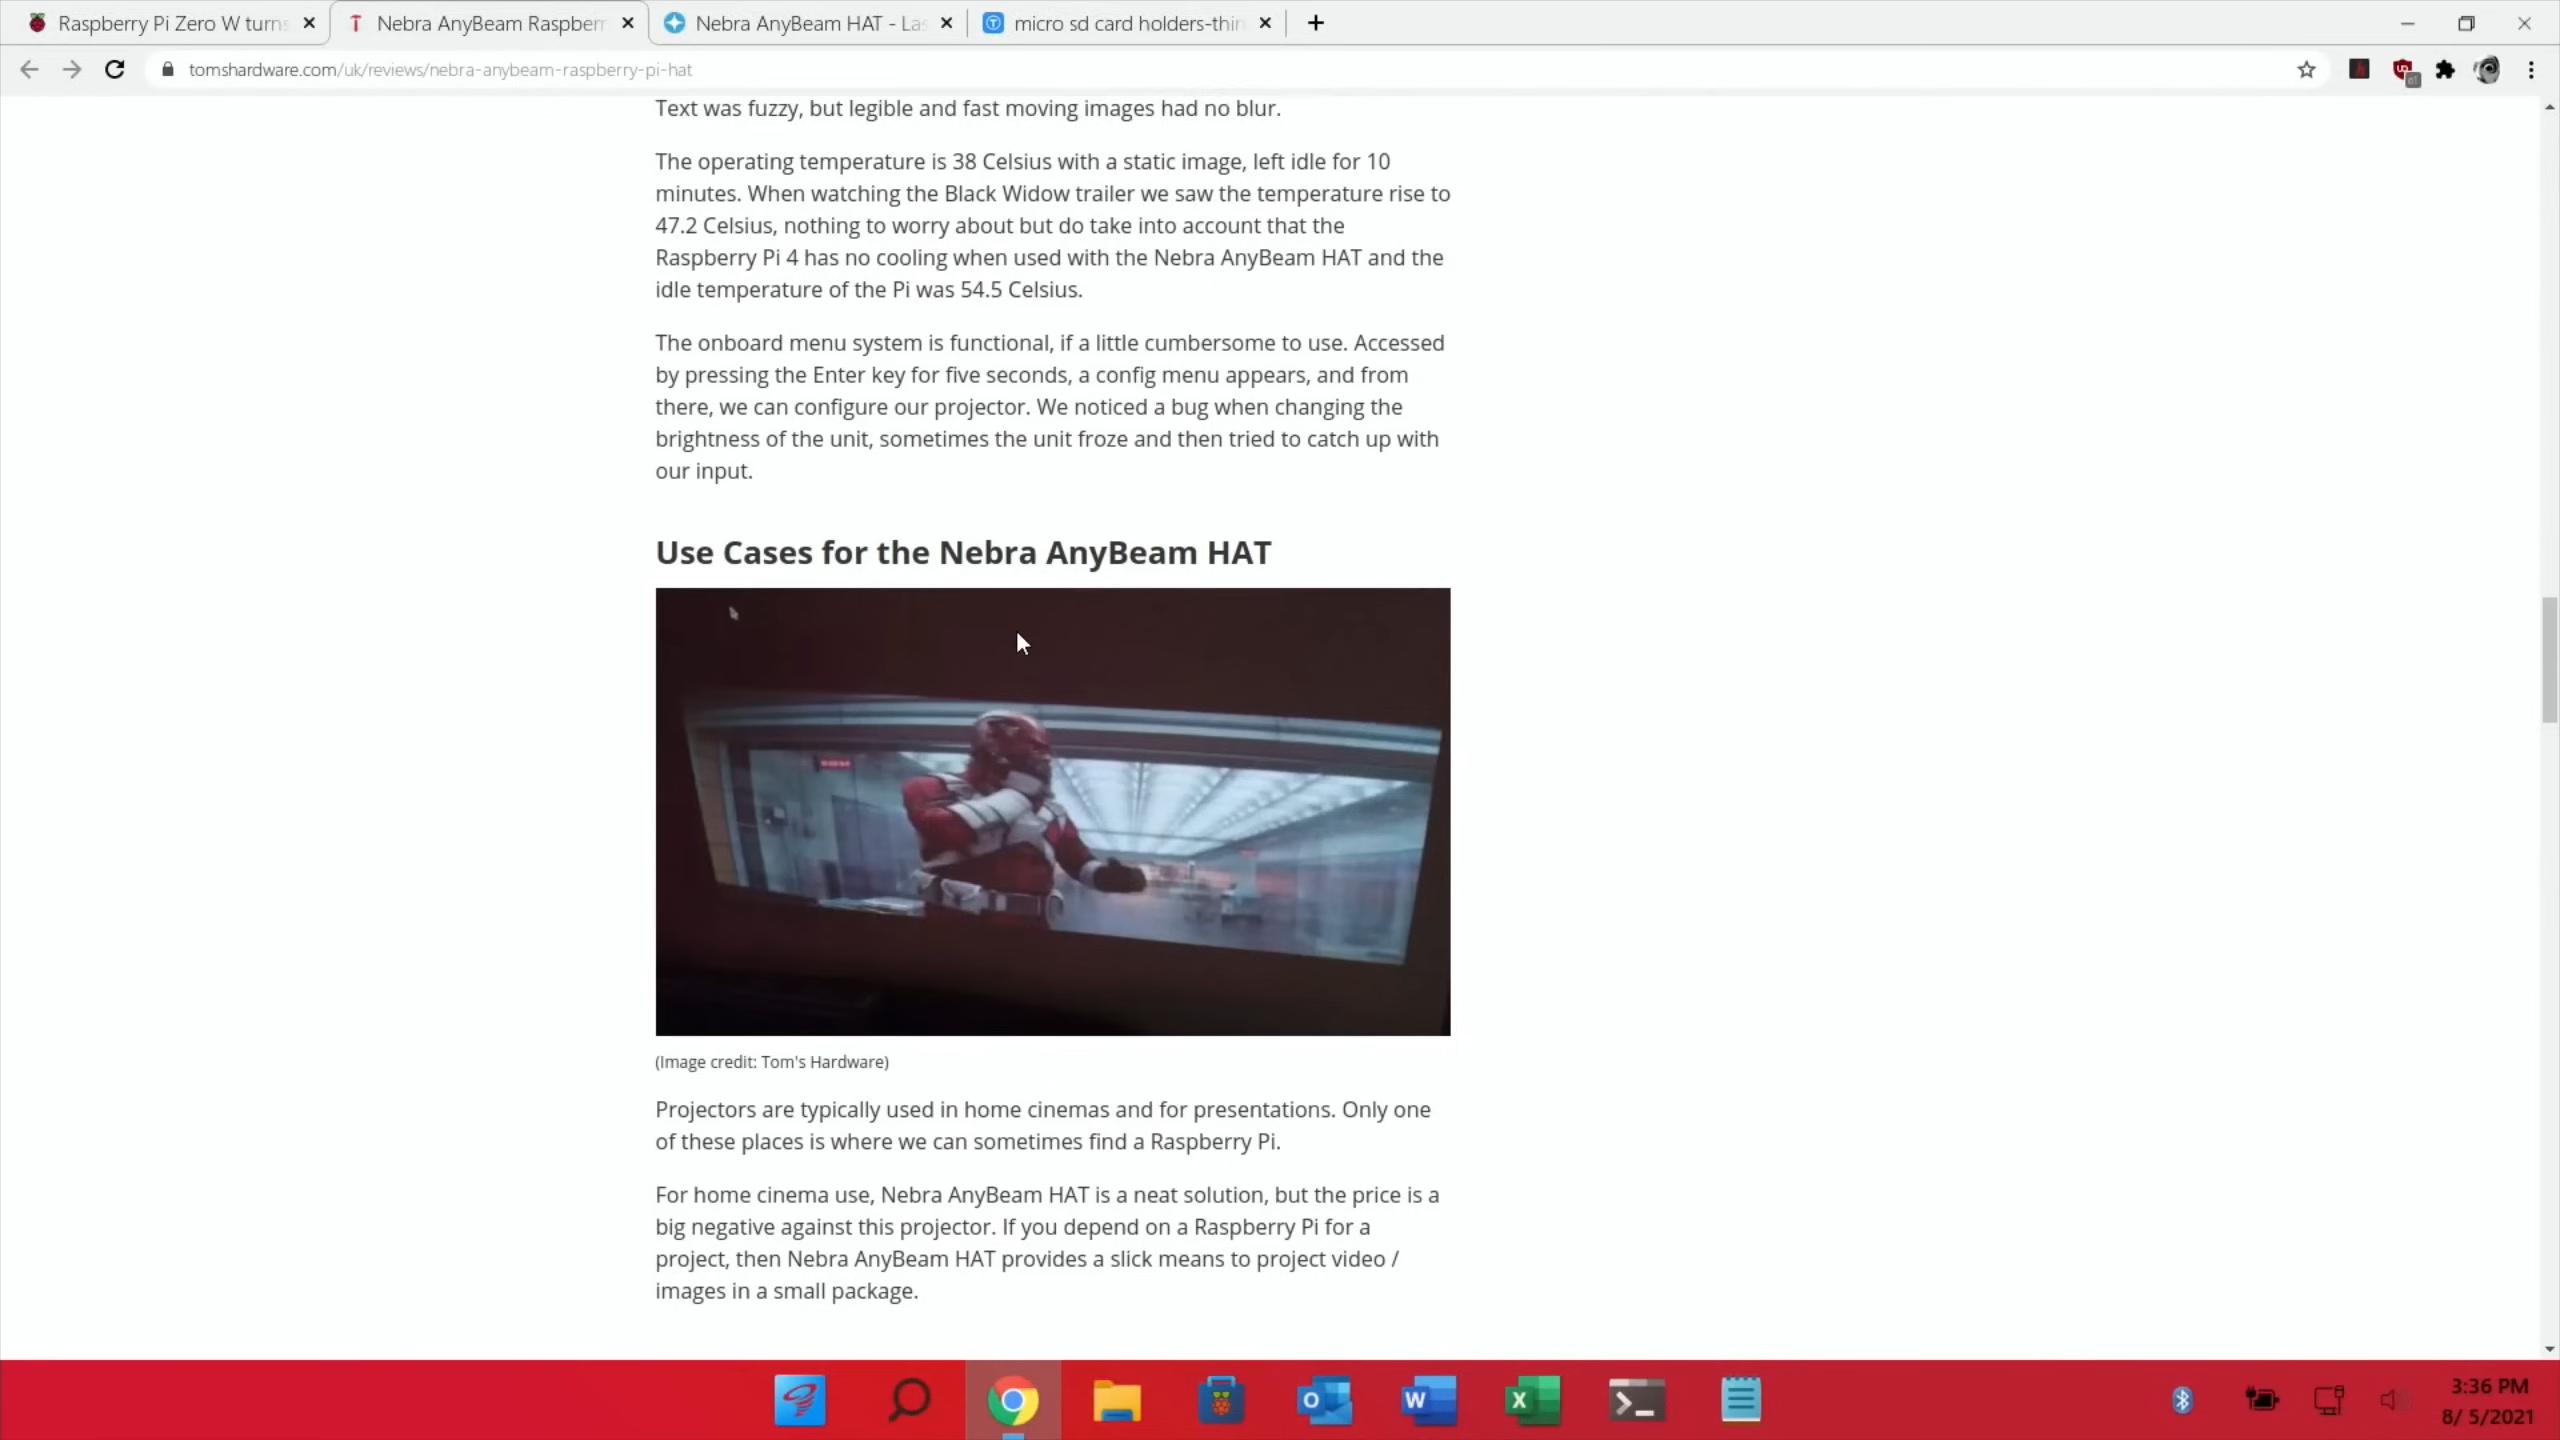 Raspberry Pi Zero W turns
Nebra AnyBeam Raspberr
Nebra AnyBeam HAT - Las
micro sd card holders-thin
tomshardware.com/uk/reviews/nebra-anybeam-raspberry-pi-hat
Text was fuzzy, but legible and fast moving images had no blur.
The operating temperature is 38 Celsius with a static image, left idle for 10
minutes. When watching the Black Widow trailer we saw the temperature rise to
47.2 Celsius, nothing to worry about but do take into account that the
Raspberry Pi 4 has no cooling when used with the Nebra AnyBeam HAT and the
idle temperature of the Pi was 54.5 Celsius.
The onboard menu system is functional, if a little cumbersome to use. Accessed
by pressing the Enter key for five seconds, a config menu appears, and from
there, we can configure our projector. We noticed a bug when changing the
brightness of the unit, sometimes the unit froze and then tried to catch up with
our input.
Use Cases for the Nebra AnyBeam HAT
(Image credit: Tom's Hardware)
Projectors are typically used in home cinemas and for presentations. Only one
of these places is where we can sometimes find a Raspberry Pi.
For home cinema use, Nebra AnyBeam HAT is a neat solution, but the price is a
big negative against this projector. If you depend on a Raspberry Pi for a
project, then Nebra AnyBeam HAT provides a slick means to project video /
images in a small package.
3:36 PM
8/ 5/2021